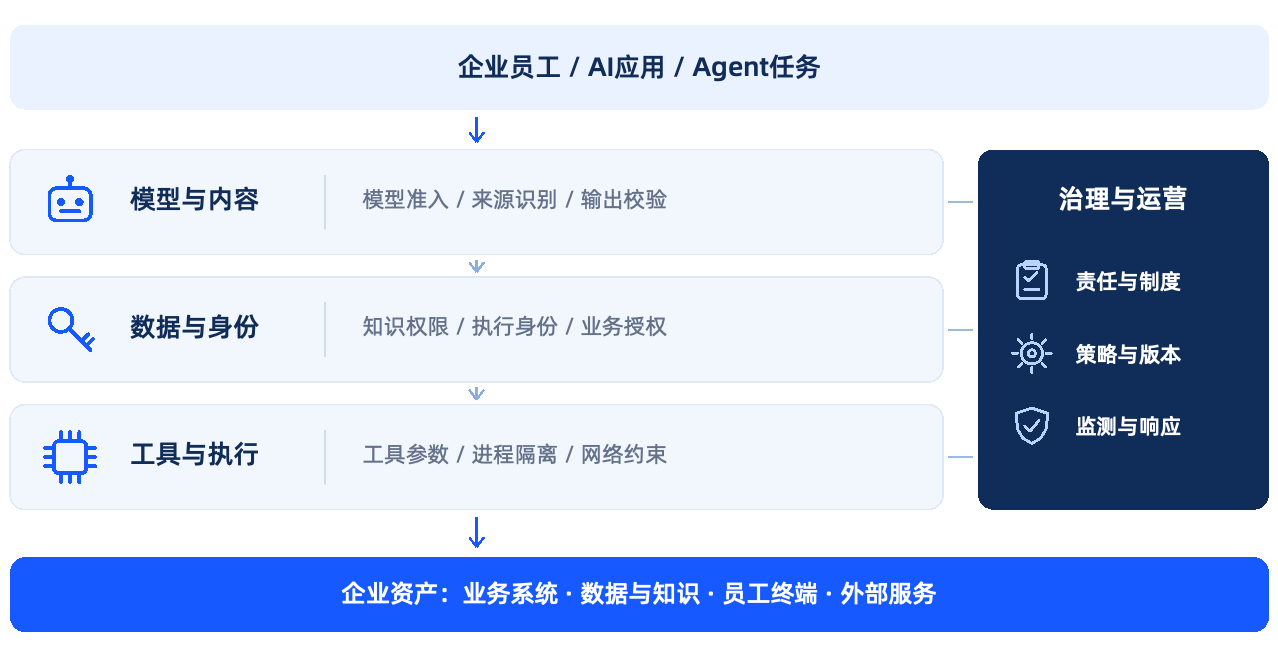 企业员工 / AI应用 / Agent任务
模型与内容
模型准入 / 来源识别 / 输出校验
数据与身份
知识权限 / 执行身份 / 业务授权
工具与执行
工具参数 / 进程隔离 / 网络约束
治理与运营
责任与制度
策略与版本
监测与响应
企业资产：业务系统 · 数据与知识 · 员工终端 · 外部服务